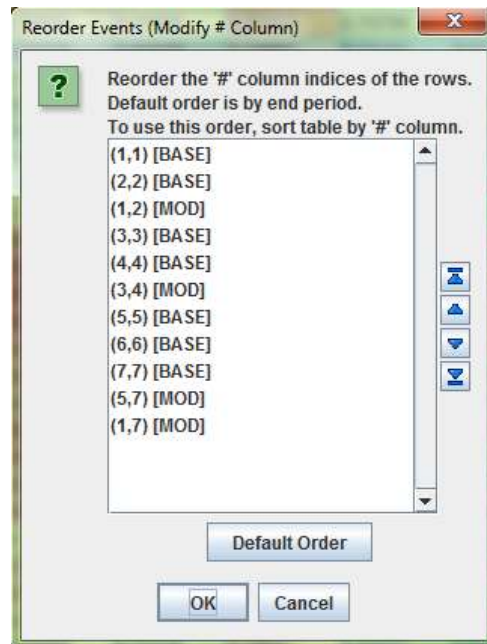 Reorder Events (Modify # Column)
x
?
Reorder the '#' column indices of the rows.
Default order is by end period.
To use this order, sort table by '#' column.
(1,1) [BASE]
(2,2) [BASE]
(1,2) [MOD]
(3,3) [BASE]
(4,4) [BASE]
(3,4) [MOD]
(5,5) [BASE]
(6,6) [BASE]
(7,7) [BASE]
(5,7) [MOD]
(1,7) [MOD]
Default Order
OK
Cancel